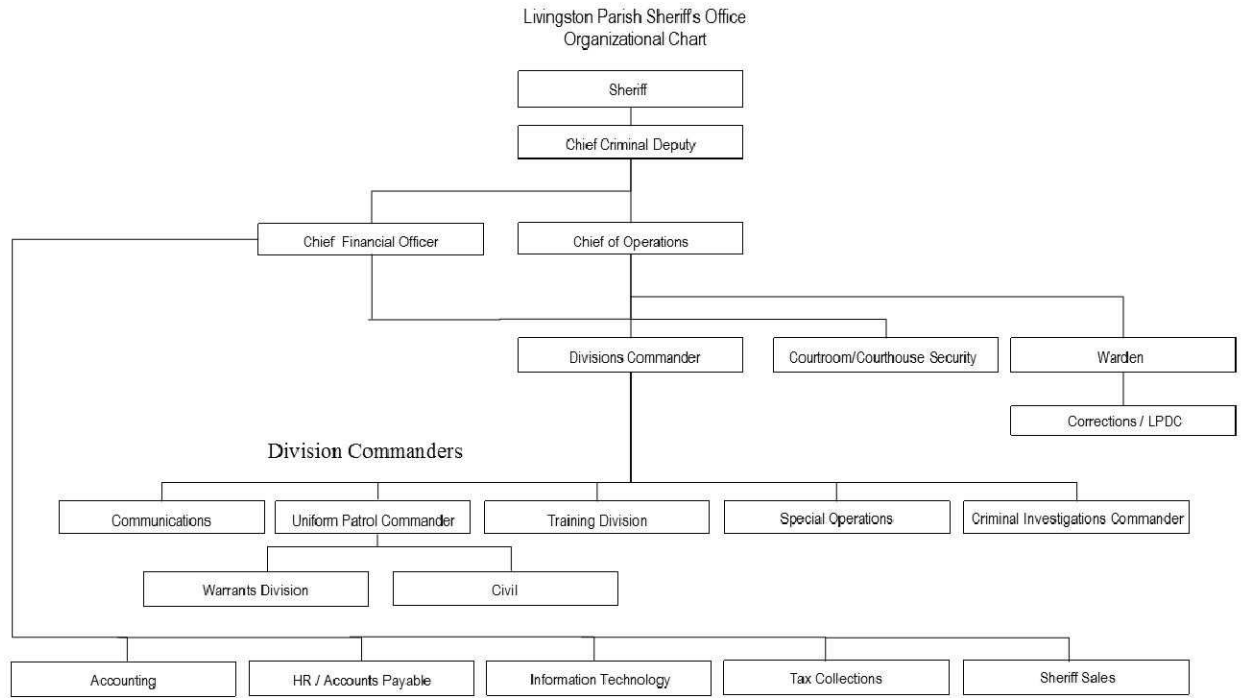 Livingston Parish Sheriff's Office
Organizational Chart
Sheriff
Chief Criminal Deputy
Chief Financial Officer
Chief of Operations
Divisions Commander
Courtroom/Courthouse Security
Warden
Corrections / LPDC
Division Commanders
Communications
Uniform Patrol Commander
Training Division
Special Operations
Criminal Investigations Commander
Warrants Division
Civil
Accounting
HR / Accounts Payable
Information Technology
Tax Collections
Sheriff Sales